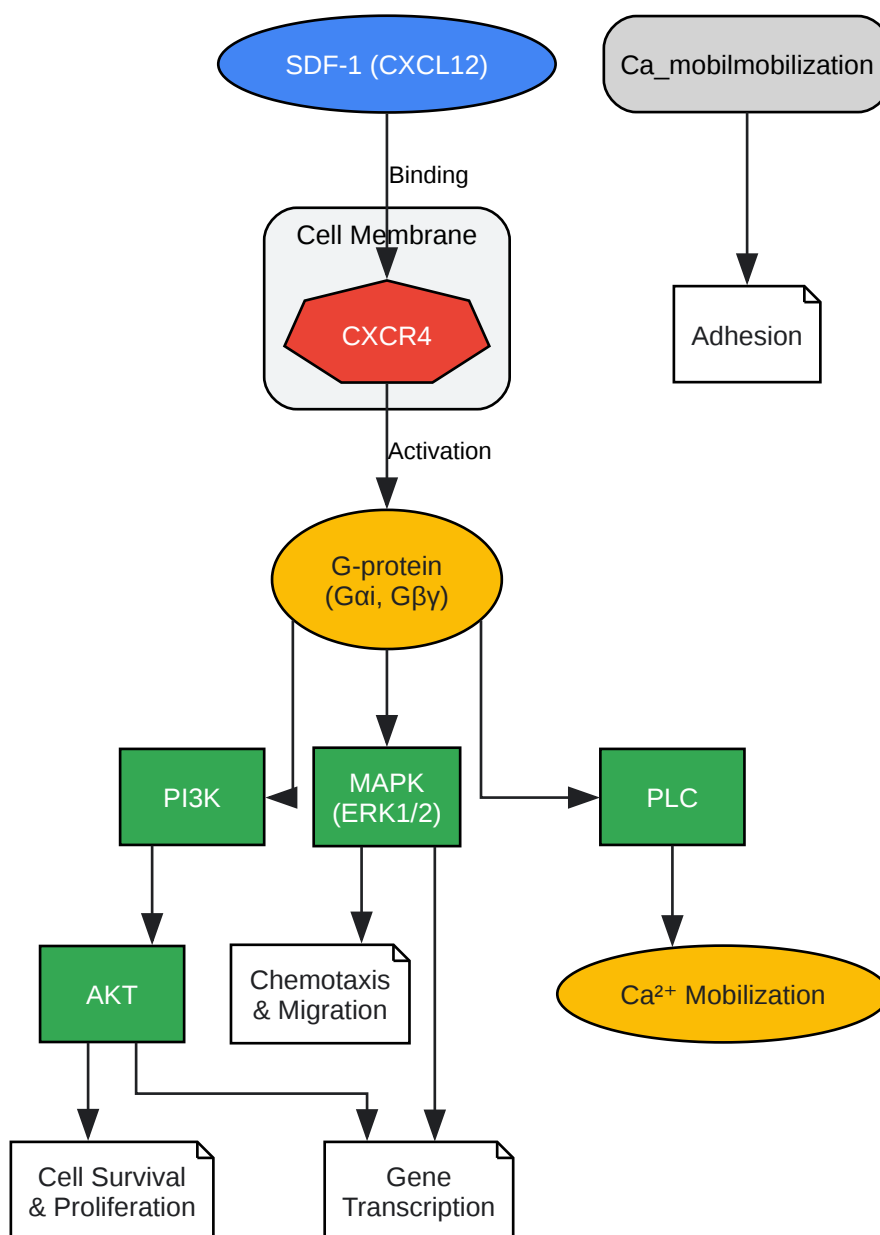 SDF-1 (CXCL12)
Ca_mobilmobilization
Binding
Cell Membrane
CXCR4
Adhesion
Activation
G-protein
(Gαi, Gβγ)
PI3K
MAPK
(ERK1/2)
PLC
AKT
Chemotaxis
& Migration
Ca²⁺ Mobilization
Cell Survival
& Proliferation
Gene
Transcription